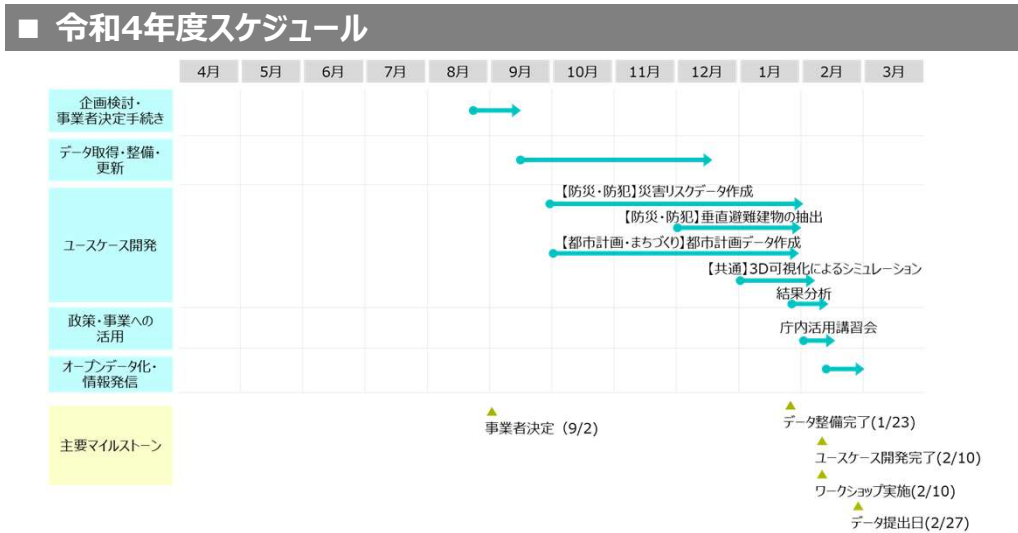 ■ 令和4年度スケジュール
4月 5月 6月 7月 8月 9月 10月 11月 12月 1月 2月 3月
企画検討・
事業者決定手続き
データ取得・整備・
更新
ユースケース開発
【防災・防犯】災害リスクデータ作成
【防災・防犯】垂直避難建物の抽出
【都市計画・まちづくり】都市計画データ作成
【共通】3D可視化によるシミュレーション
結果分析
政策・事業への
活用
庁内活用講習会
オープンデータ化・
情報発信
主要マイルストーン
事業者決定（9/2）
データ整備完了(1/23)
ユースケース開発完了(2/10)
ワークショップ実施(2/10)
データ提出日(2/27)